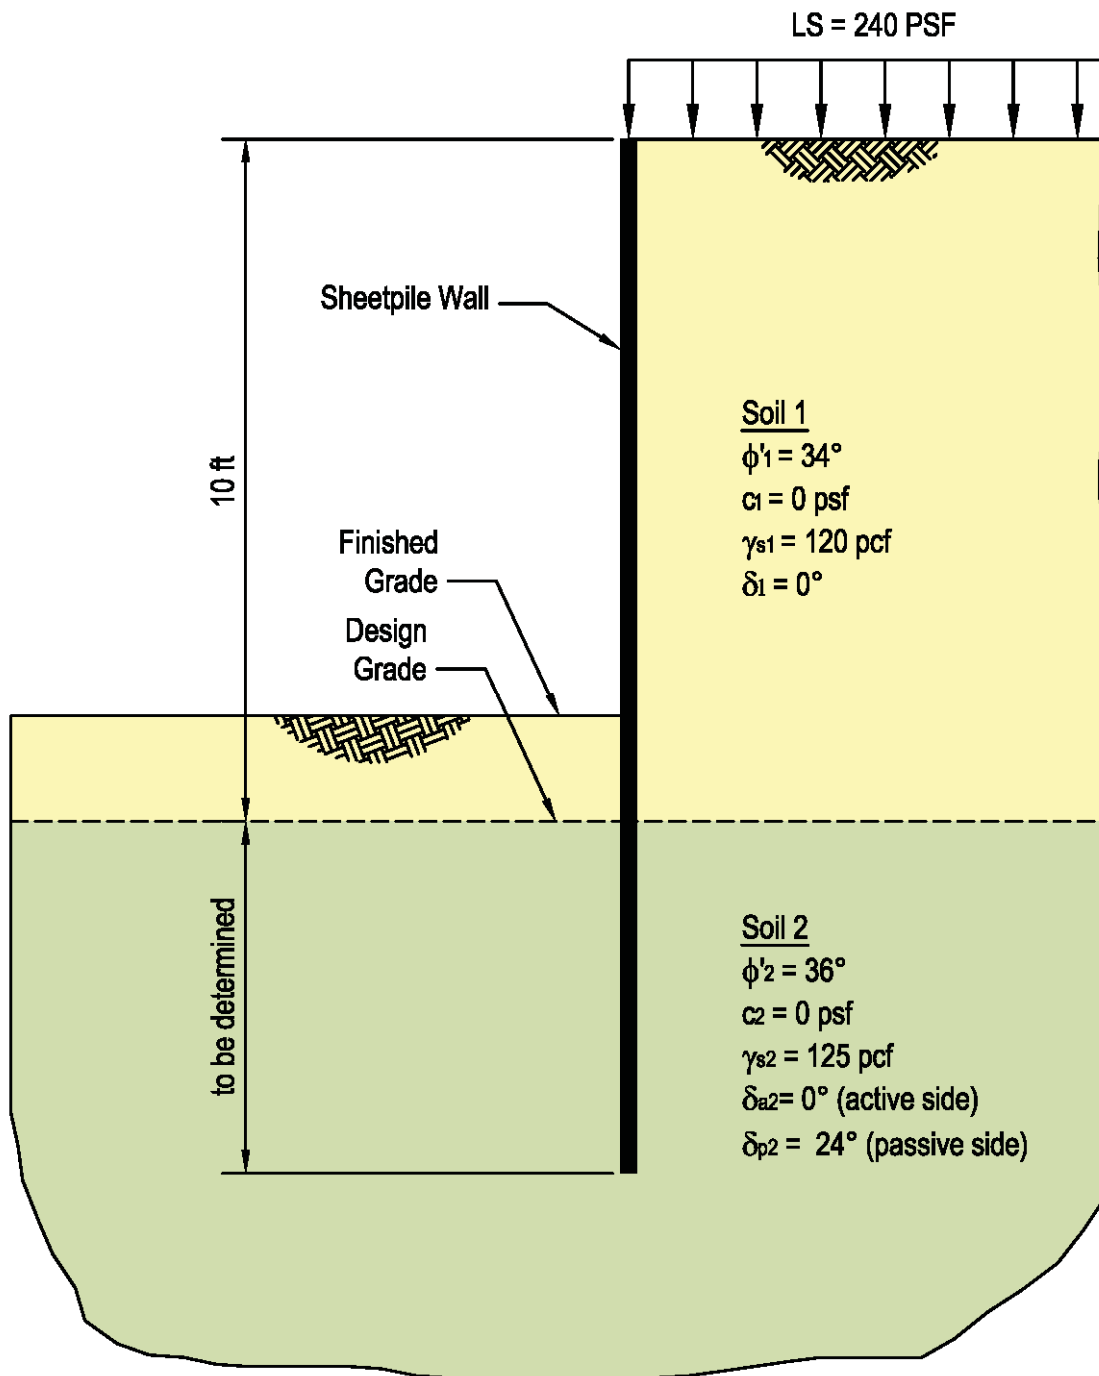 LS = 240 PSF
Sheetpile Wall
10 ft
Finished
Grade
Design
Grade
to be determined
Soil 1
ϕ'1 = 34°
c1 = 0 psf
γs1 = 120 pcf
δ1 = 0°
Soil 2
ϕ'2 = 36°
c2 = 0 psf
γs2 = 125 pcf
δa2= 0° (active side)
δp2 = 24° (passive side)